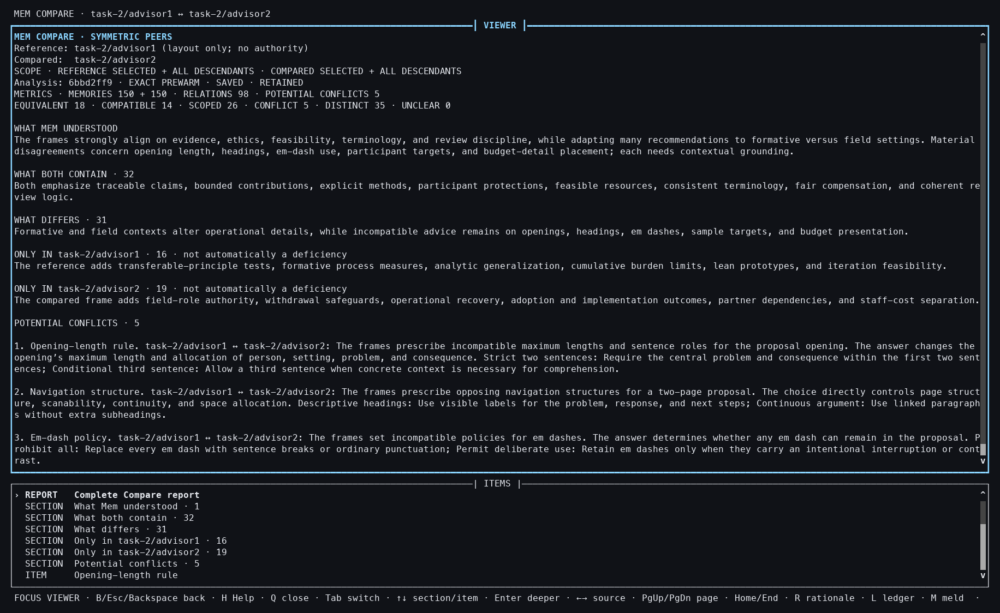 MEM COMPARE · task-2/advisor1 ↔ task-2/advisor2
VIEWER
MEM COMPARE · SYMMETRIC PEERS
Reference: task-2/advisor1 (layout only; no authority)
Compared:  task-2/advisor2
SCOPE · REFERENCE SELECTED + ALL DESCENDANTS · COMPARED SELECTED + ALL DESCENDANTS
Analysis: 6bbd2ff9 · EXACT PREWARM · SAVED · RETAINED
METRICS · MEMORIES 150 + 150 · RELATIONS 98 · POTENTIAL CONFLICTS 5
EQUIVALENT 18 · COMPATIBLE 14 · SCOPED 26 · CONFLICT 5 · DISTINCT 35 · UNCLEAR 0
WHAT MEM UNDERSTOOD
The frames strongly align on evidence, ethics, feasibility, terminology, and review discipline, while adapting many recommendations to formative versus field settings. Material
disagreements concern opening length, headings, em-dash use, participant targets, and budget-detail placement; each needs contextual grounding.
WHAT BOTH CONTAIN · 32
Both emphasize traceable claims, bounded contributions, explicit methods, participant protections, feasible resources, consistent terminology, fair compensation, and coherent re
view logic.
WHAT DIFFERS · 31
Formative and field contexts alter operational details, while incompatible advice remains on openings, headings, em dashes, sample targets, and budget presentation.
ONLY IN task-2/advisor1 · 16 · not automatically a deficiency
The reference adds transferable-principle tests, formative process measures, analytic generalization, cumulative burden limits, lean prototypes, and iteration feasibility.
ONLY IN task-2/advisor2 · 19 · not automatically a deficiency
The compared frame adds field-role authority, withdrawal safeguards, operational recovery, adoption and implementation outcomes, partner dependencies, and staff-cost separation.
POTENTIAL CONFLICTS · 5
1. Opening-length rule. task-2/advisor1 ↔ task-2/advisor2: The frames prescribe incompatible maximum lengths and sentence roles for the proposal opening. The answer changes the
opening’s maximum length and allocation of person, setting, problem, and consequence. Strict two sentences: Require the central problem and consequence within the first two sent
ences; Conditional third sentence: Allow a third sentence when concrete context is necessary for comprehension.
2. Navigation structure. task-2/advisor1 ↔ task-2/advisor2: The frames prescribe opposing navigation structures for a two-page proposal. The choice directly controls page struct
ure, scanability, continuity, and space allocation. Descriptive headings: Use visible labels for the problem, response, and next steps; Continuous argument: Use linked paragraph
s without extra subheadings.
3. Em-dash policy. task-2/advisor1 ↔ task-2/advisor2: The frames set incompatible policies for em dashes. The answer determines whether any em dash can remain in the proposal. P
rohibit all: Replace every em dash with sentence breaks or ordinary punctuation; Permit deliberate use: Retain em dashes only when they carry an intentional interruption or cont
rast.
ITEMS
› REPORT   Complete Compare report
SECTION  What Mem understood · 1
SECTION  What both contain · 32
SECTION  What differs · 31
SECTION  Only in task-2/advisor1 · 16
SECTION  Only in task-2/advisor2 · 19
SECTION  Potential conflicts · 5
ITEM     Opening-length rule
FOCUS VIEWER · B/Esc/Backspace back · H Help · Q close · Tab switch · ↑↓ section/item · Enter deeper · ←→ source · PgUp/PgDn page · Home/End · R rationale · L ledger · M meld  ·